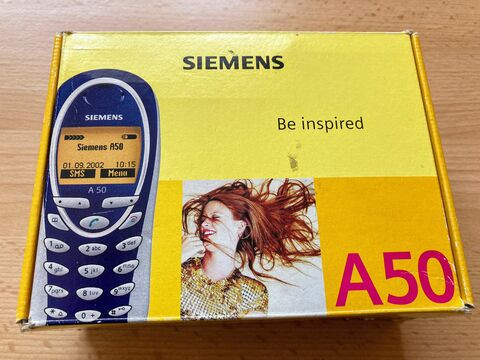 SIEMENS
Be inspired
SIEMENS
Siemens A50
01.09.2002 10:15
SMS Menu
A 50
1
2 abc
3 def
4 ghi
5 jkl
6 mno
7 pqrs
8 tuv
9 wxyz
* 0 + #
A50